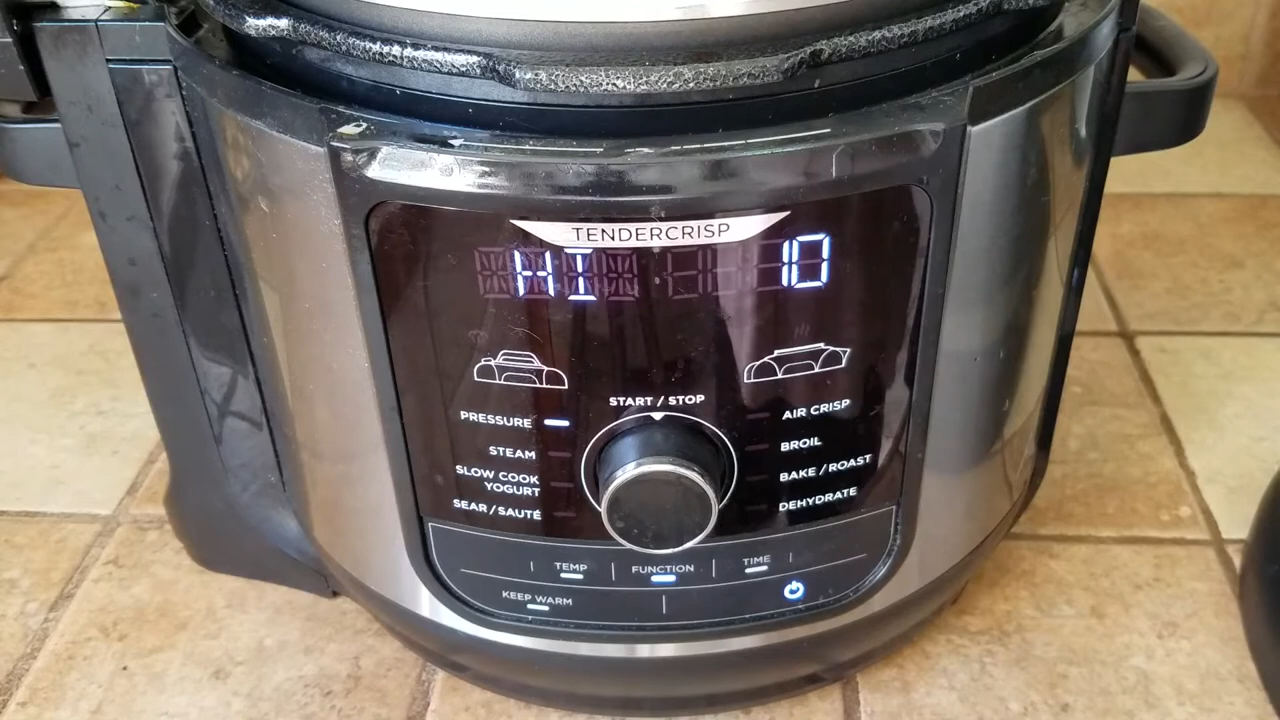 TENDERCRISP
HI 10
START / STOP
PRESSURE
STEAM
SLOW COOK
YOGURT
SEAR / SAUTÉ
AIR CRISP
BROIL
BAKE / ROAST
DEHYDRATE
TEMP FUNCTION TIME
KEEP WARM